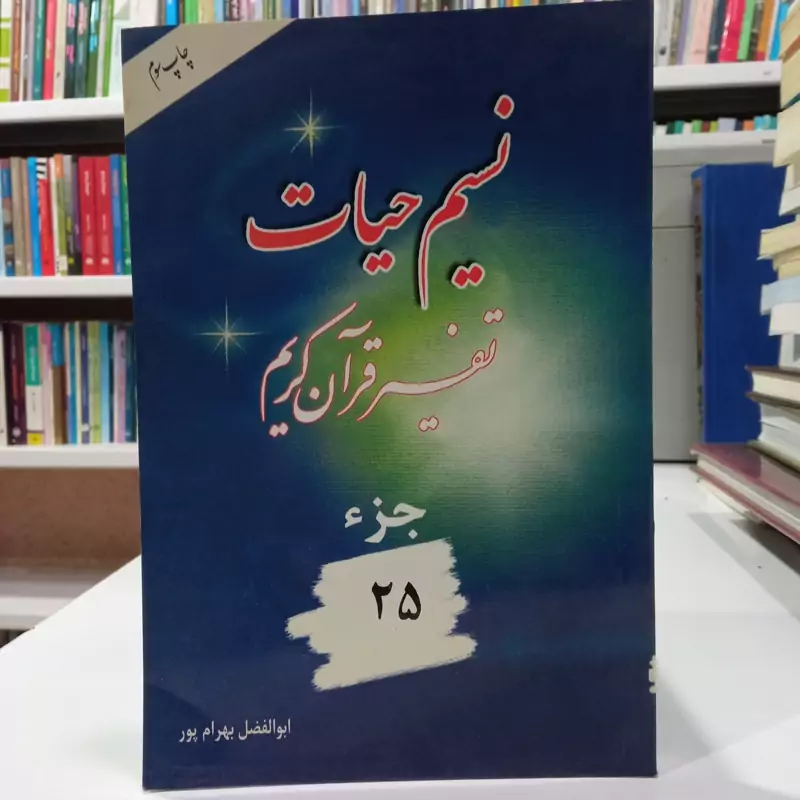 چاپ سوم
نسیم حیات
تفسیر قرآن کریم
جزء
۲۵
ابوالفضل بهرام پور